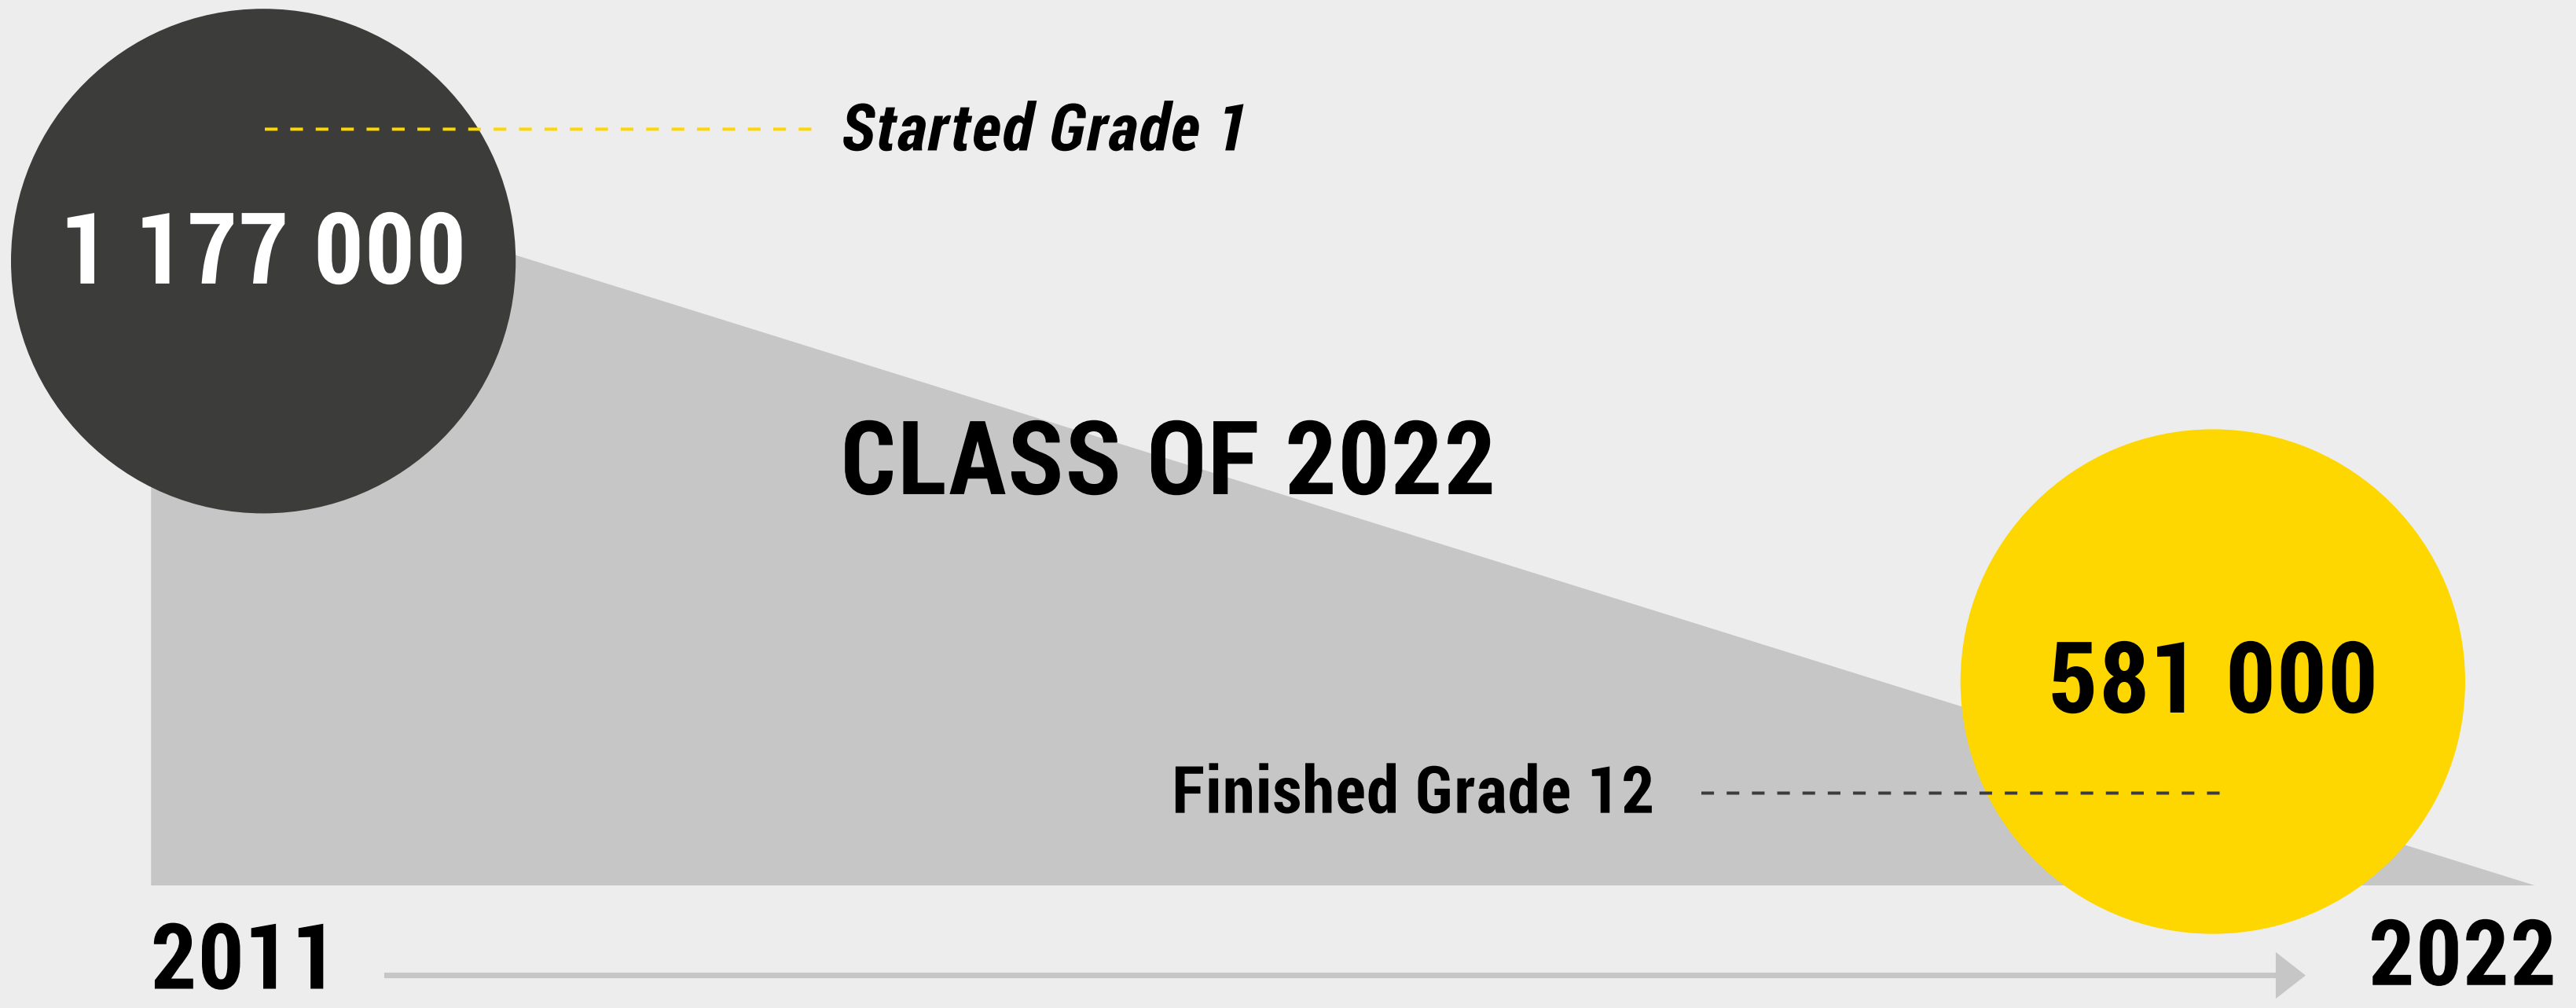 Started Grade 1
1 177 000
CLASS OF 2022
581 000
Finished Grade 12
2011
2022